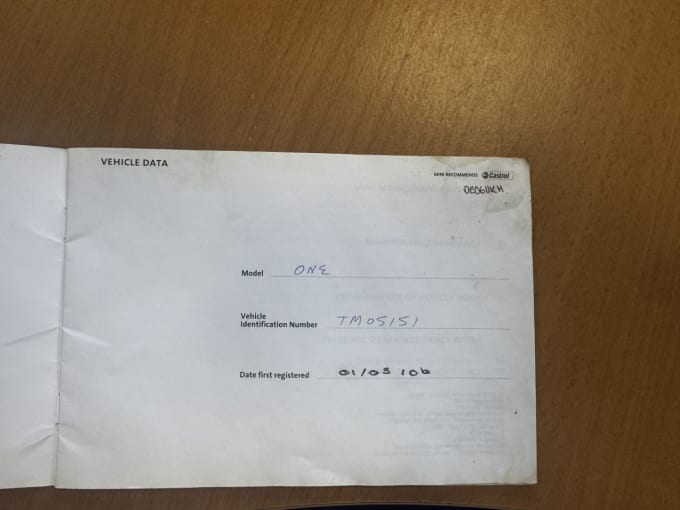 VEHICLE DATA
MINI RECOMMENDS Castrol
OE06UKH
Model ONE
Vehicle
Identification Number TM05151
Date first registered 01/05/06